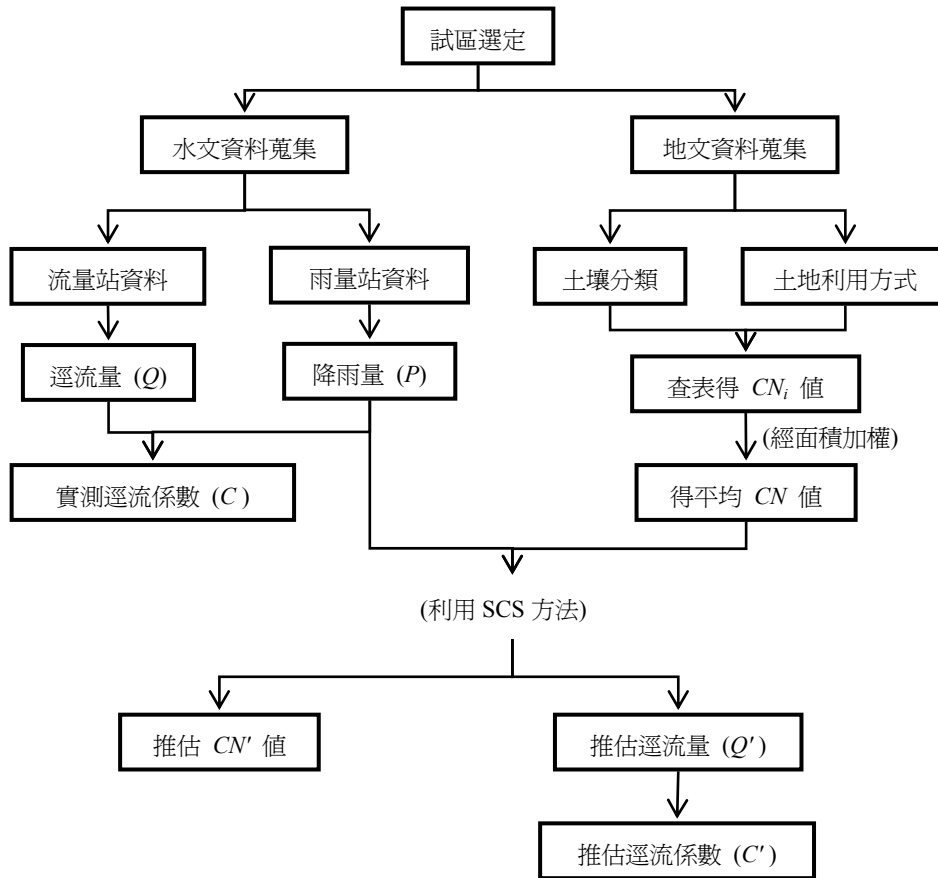 試區選定
水文資料蒐集
地文資料蒐集
流量站資料
雨量站資料
土壤分類
土地利用方式
逕流量 (Q)
降雨量 (P)
查表得 CNi 值
(經面積加權)
實測逕流係數 (C )
得平均 CN 值
(利用 SCS 方法)
推估 CN' 值
推估逕流量 (Q' )
推估逕流係數 (C' )